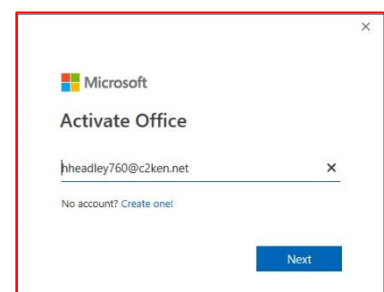 Microsoft
Activate Office
hheadley760@c2ken.net
No account? Create one!
Next